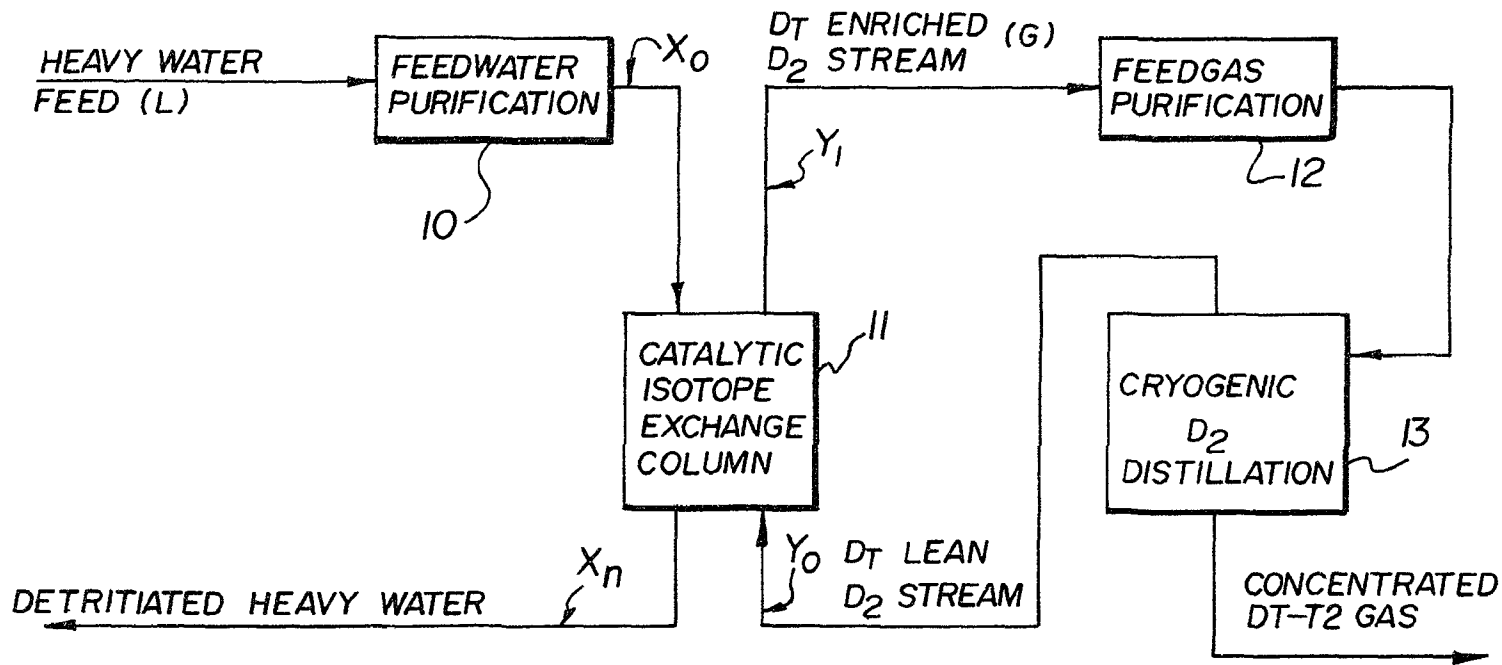 HEAVY WATER
FEED (L)
FEEDWATER
PURIFICATION
10
X0
DT ENRICHED (G)
D2 STREAM
Y1
FEEDGAS
PURIFICATION
12
CATALYTIC
ISOTOPE
EXCHANGE
COLUMN
11
CRYOGENIC
D2
DISTILLATION
13
Xn
DETRITIATED HEAVY WATER
Y0 DT LEAN
D2 STREAM
CONCENTRATED
DT-T2 GAS